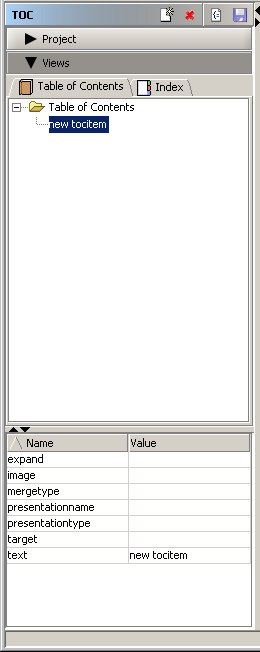 TOC
Project
Views
Table of Contents Index
Table of Contents
new tocitem
Name Value
expand
image
mergetype
presentationname
presentationtype
target
text new tocitem